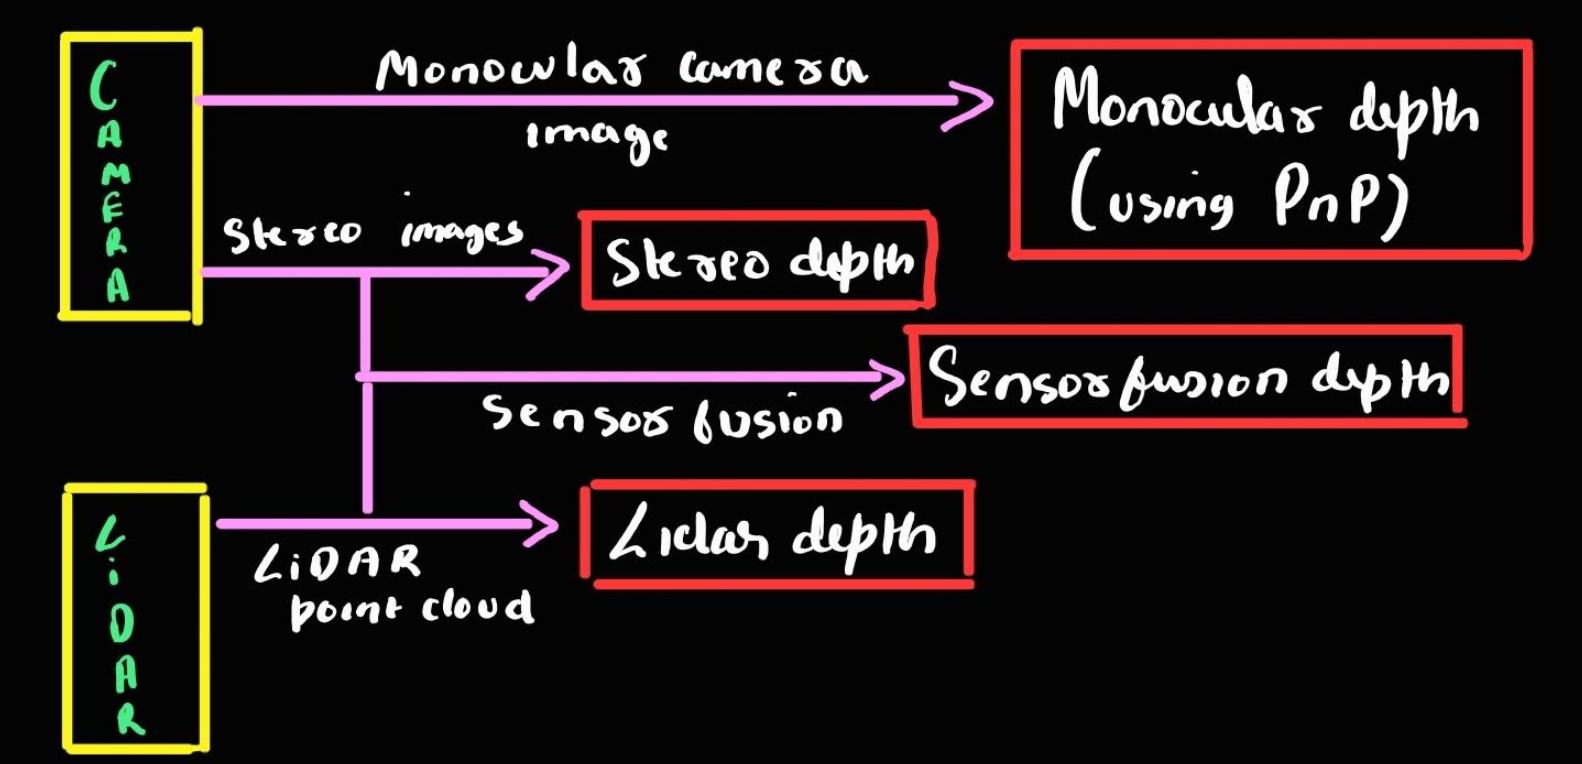 CAMERA
Monocular camera
image
Monocular depth
(using PnP)
Stereo images
Stereo depth
Sensor fusion
Sensor fusion depth
LiDAR
LiDAR
point cloud
Lidar depth